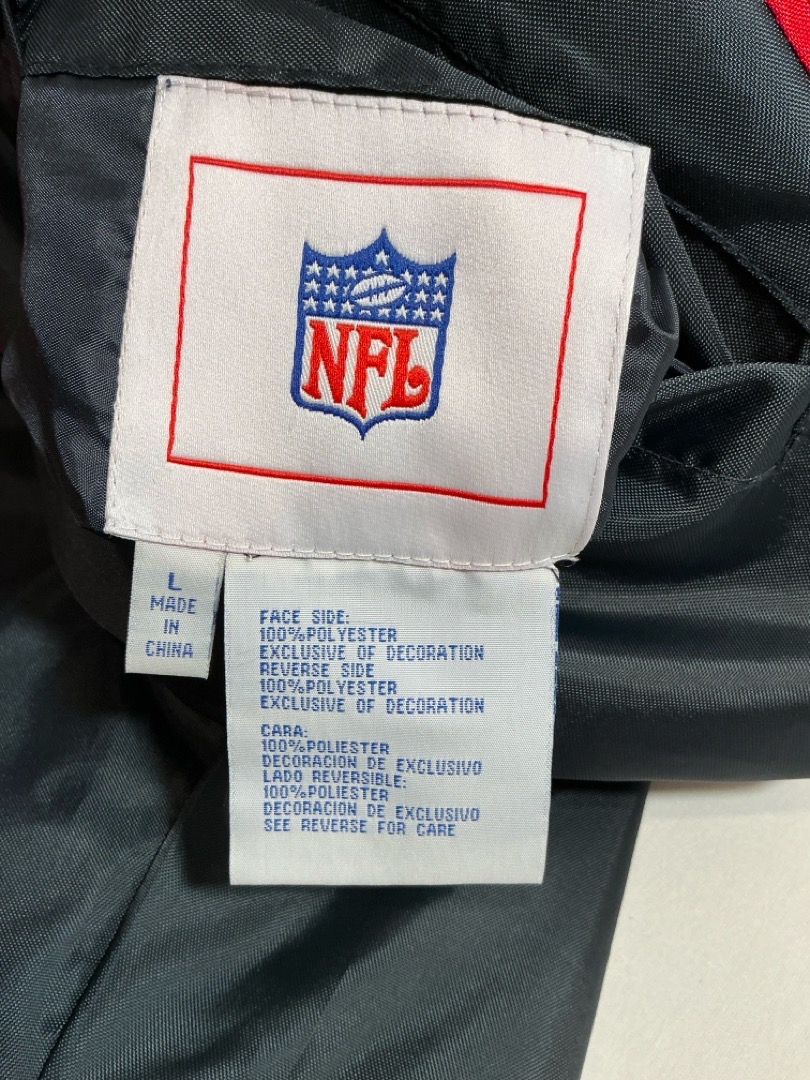 NFL
L
MADE
IN
CHINA
FACE SIDE:
100%POLYESTER
EXCLUSIVE OF DECORATION
REVERSE SIDE
100%POLYESTER
EXCLUSIVE OF DECORATION
CARA:
100%POLIESTER
DECORACION DE EXCLUSIVO
LADO REVERSIBLE:
100%POLIESTER
DECORACION DE EXCLUSIVO
SEE REVERSE FOR CARE